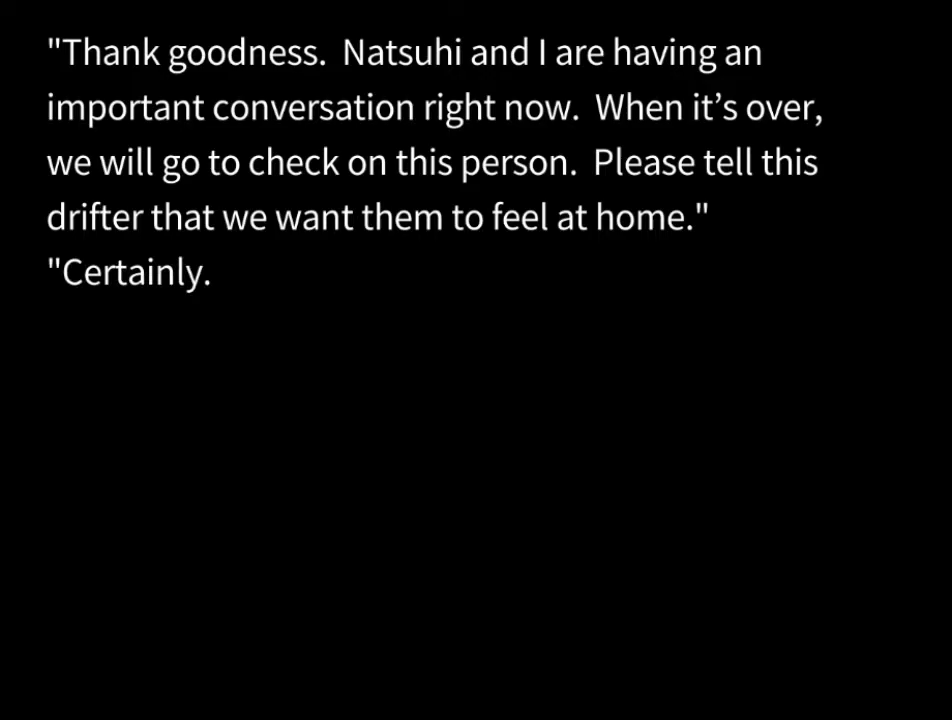 "Thank goodness.  Natsuhi and I are having an
important conversation right now.  When it’s over,
we will go to check on this person.  Please tell this
drifter that we want them to feel at home."
"Certainly.